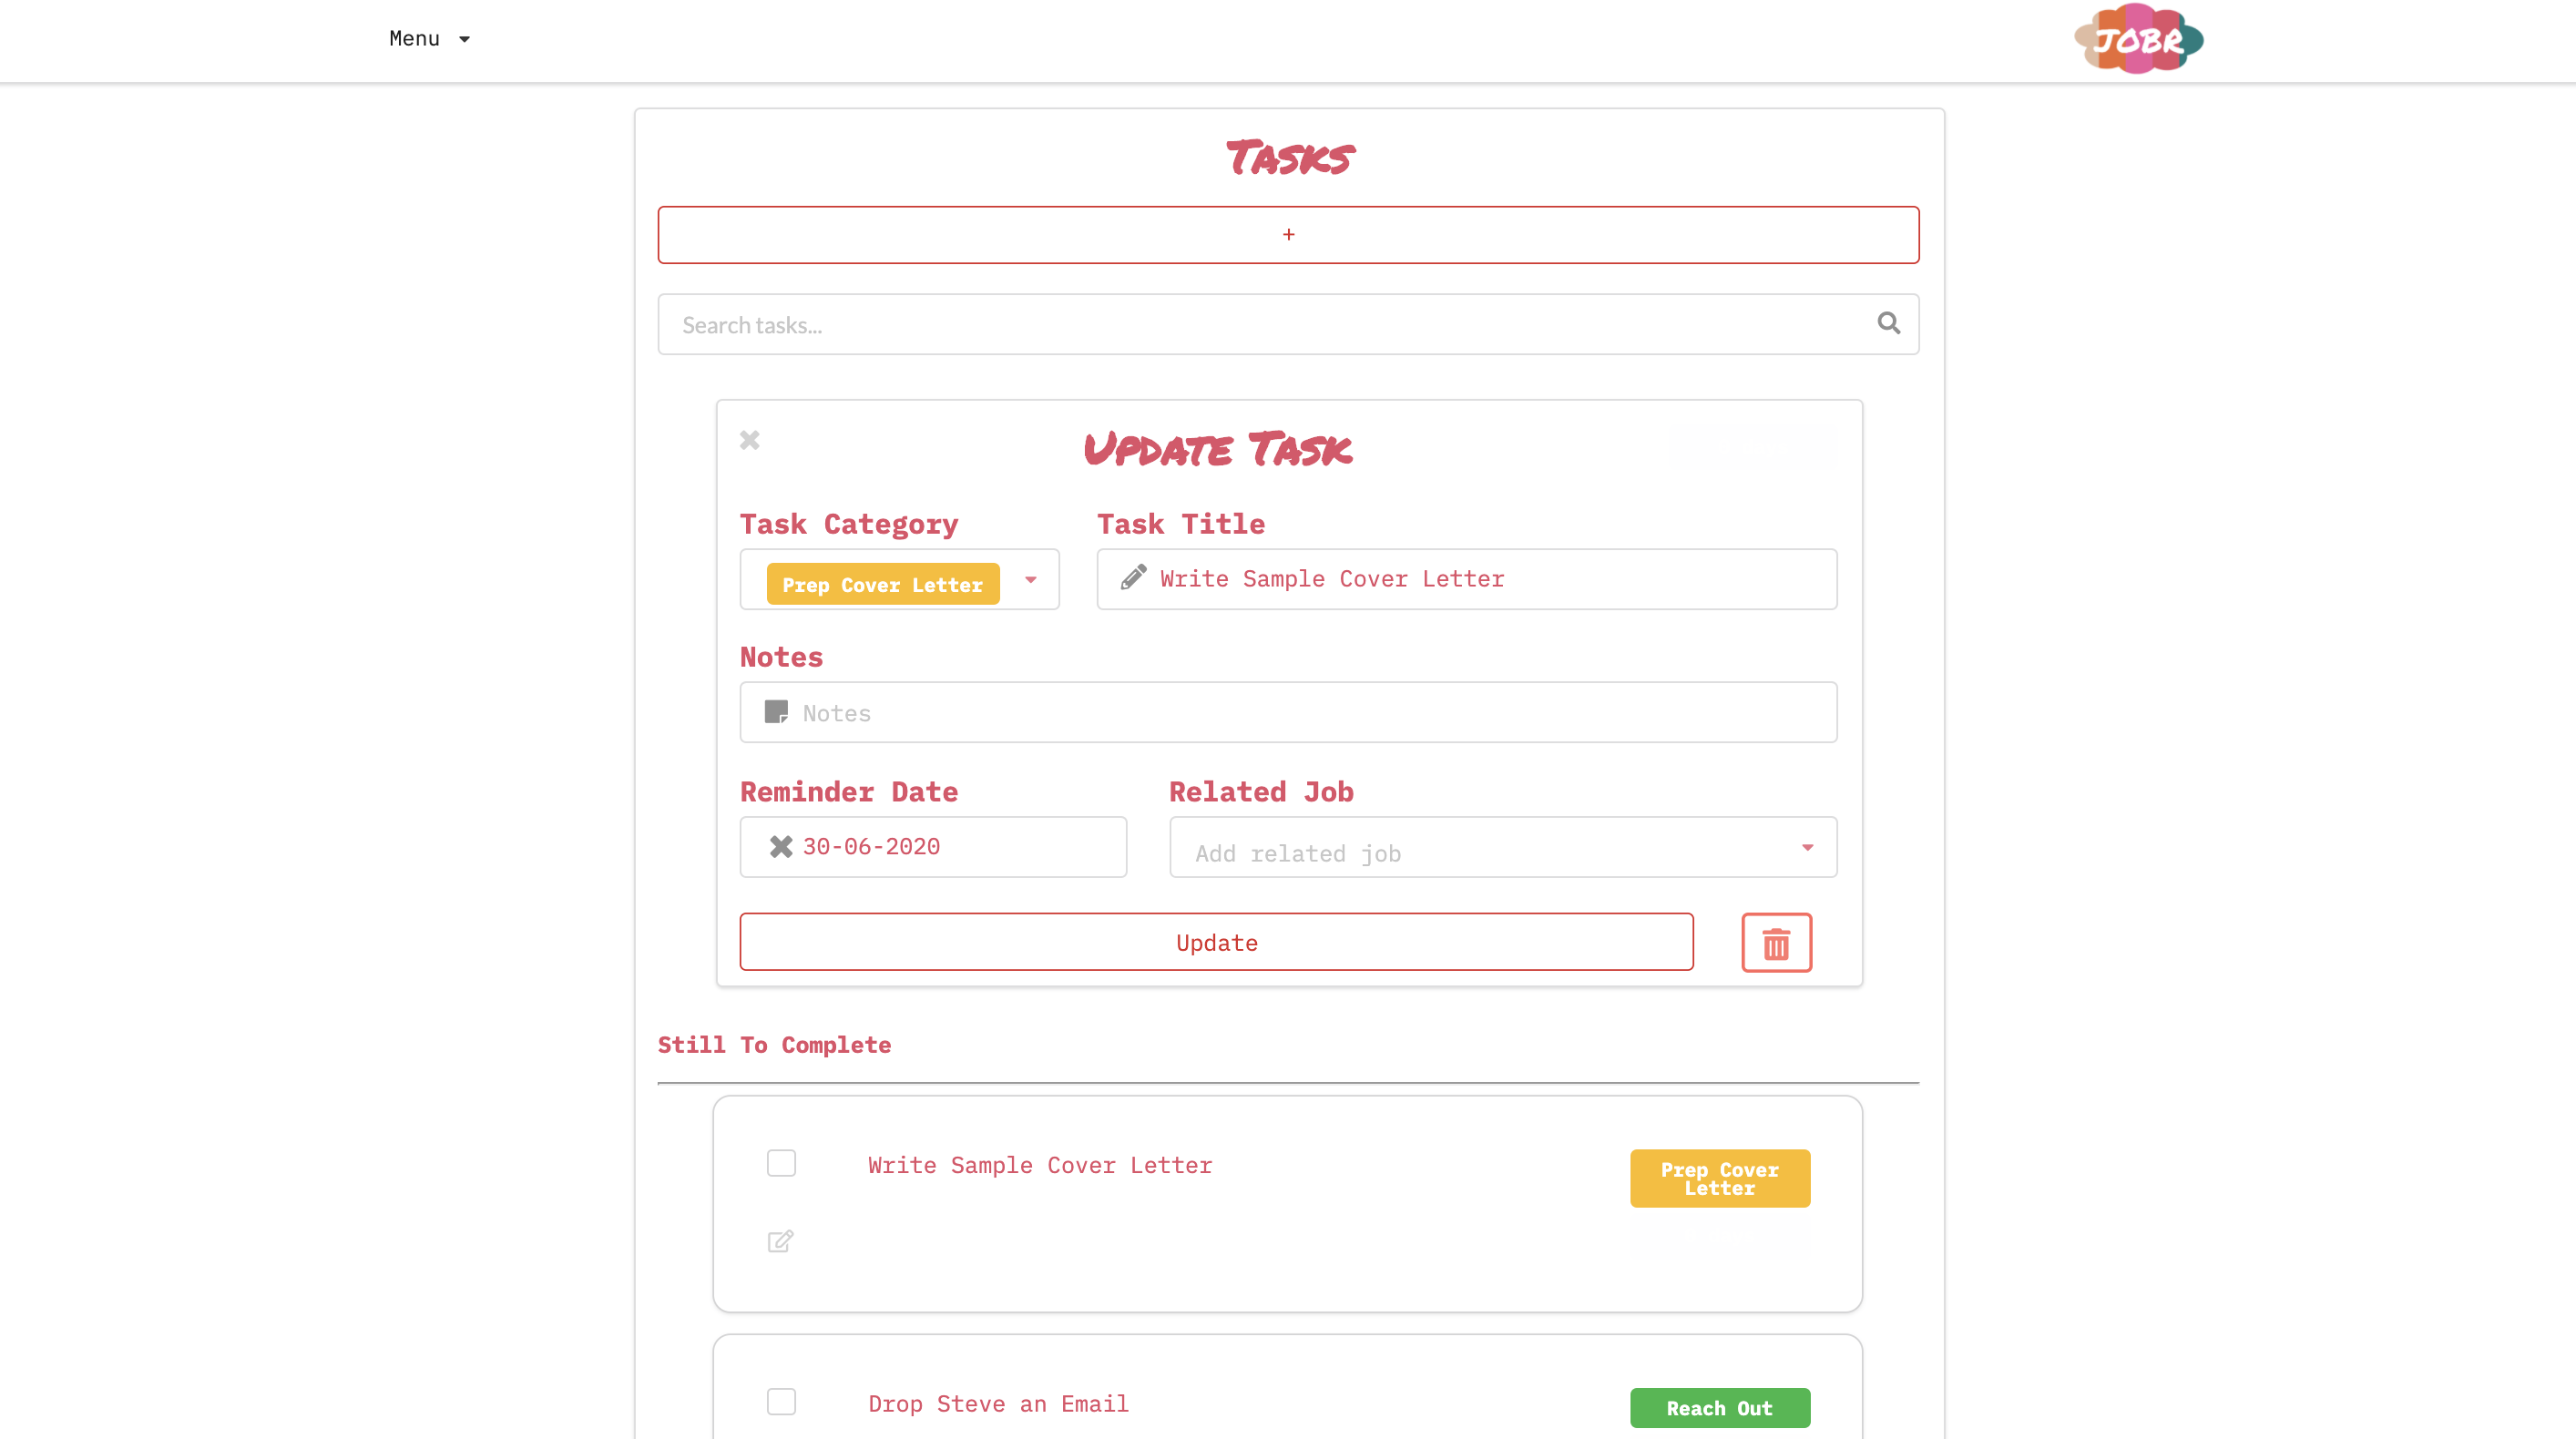 Menu
JOBR
Tasks
+
Search tasks...
Update Task
Task Category
Task Title
Prep Cover Letter
Write Sample Cover Letter
Notes
Notes
Reminder Date
Related Job
30-06-2020
Add related job
Update
Still To Complete
Write Sample Cover Letter
Prep Cover
Letter
Drop Steve an Email
Reach Out